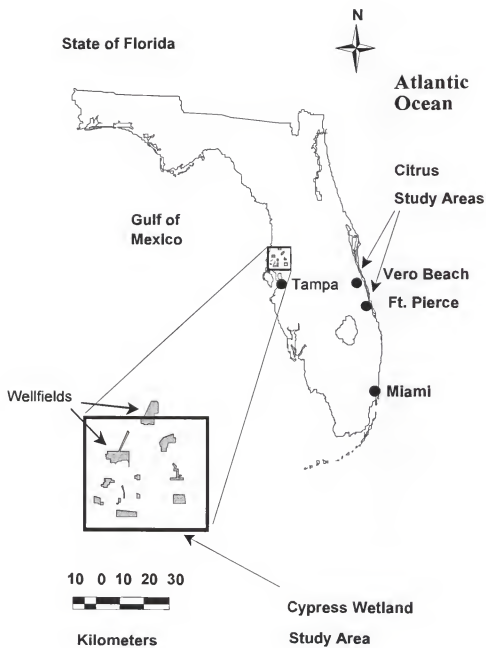 N
State of Florida
Atlantic
Ocean
Citrus
Study Areas
Gulf of
Mexico
Vero Beach
Tampa
Ft. Pierce
Miami
Wellfields
10 0 10 20 30
Kilometers
Cypress Wetland
Study Area